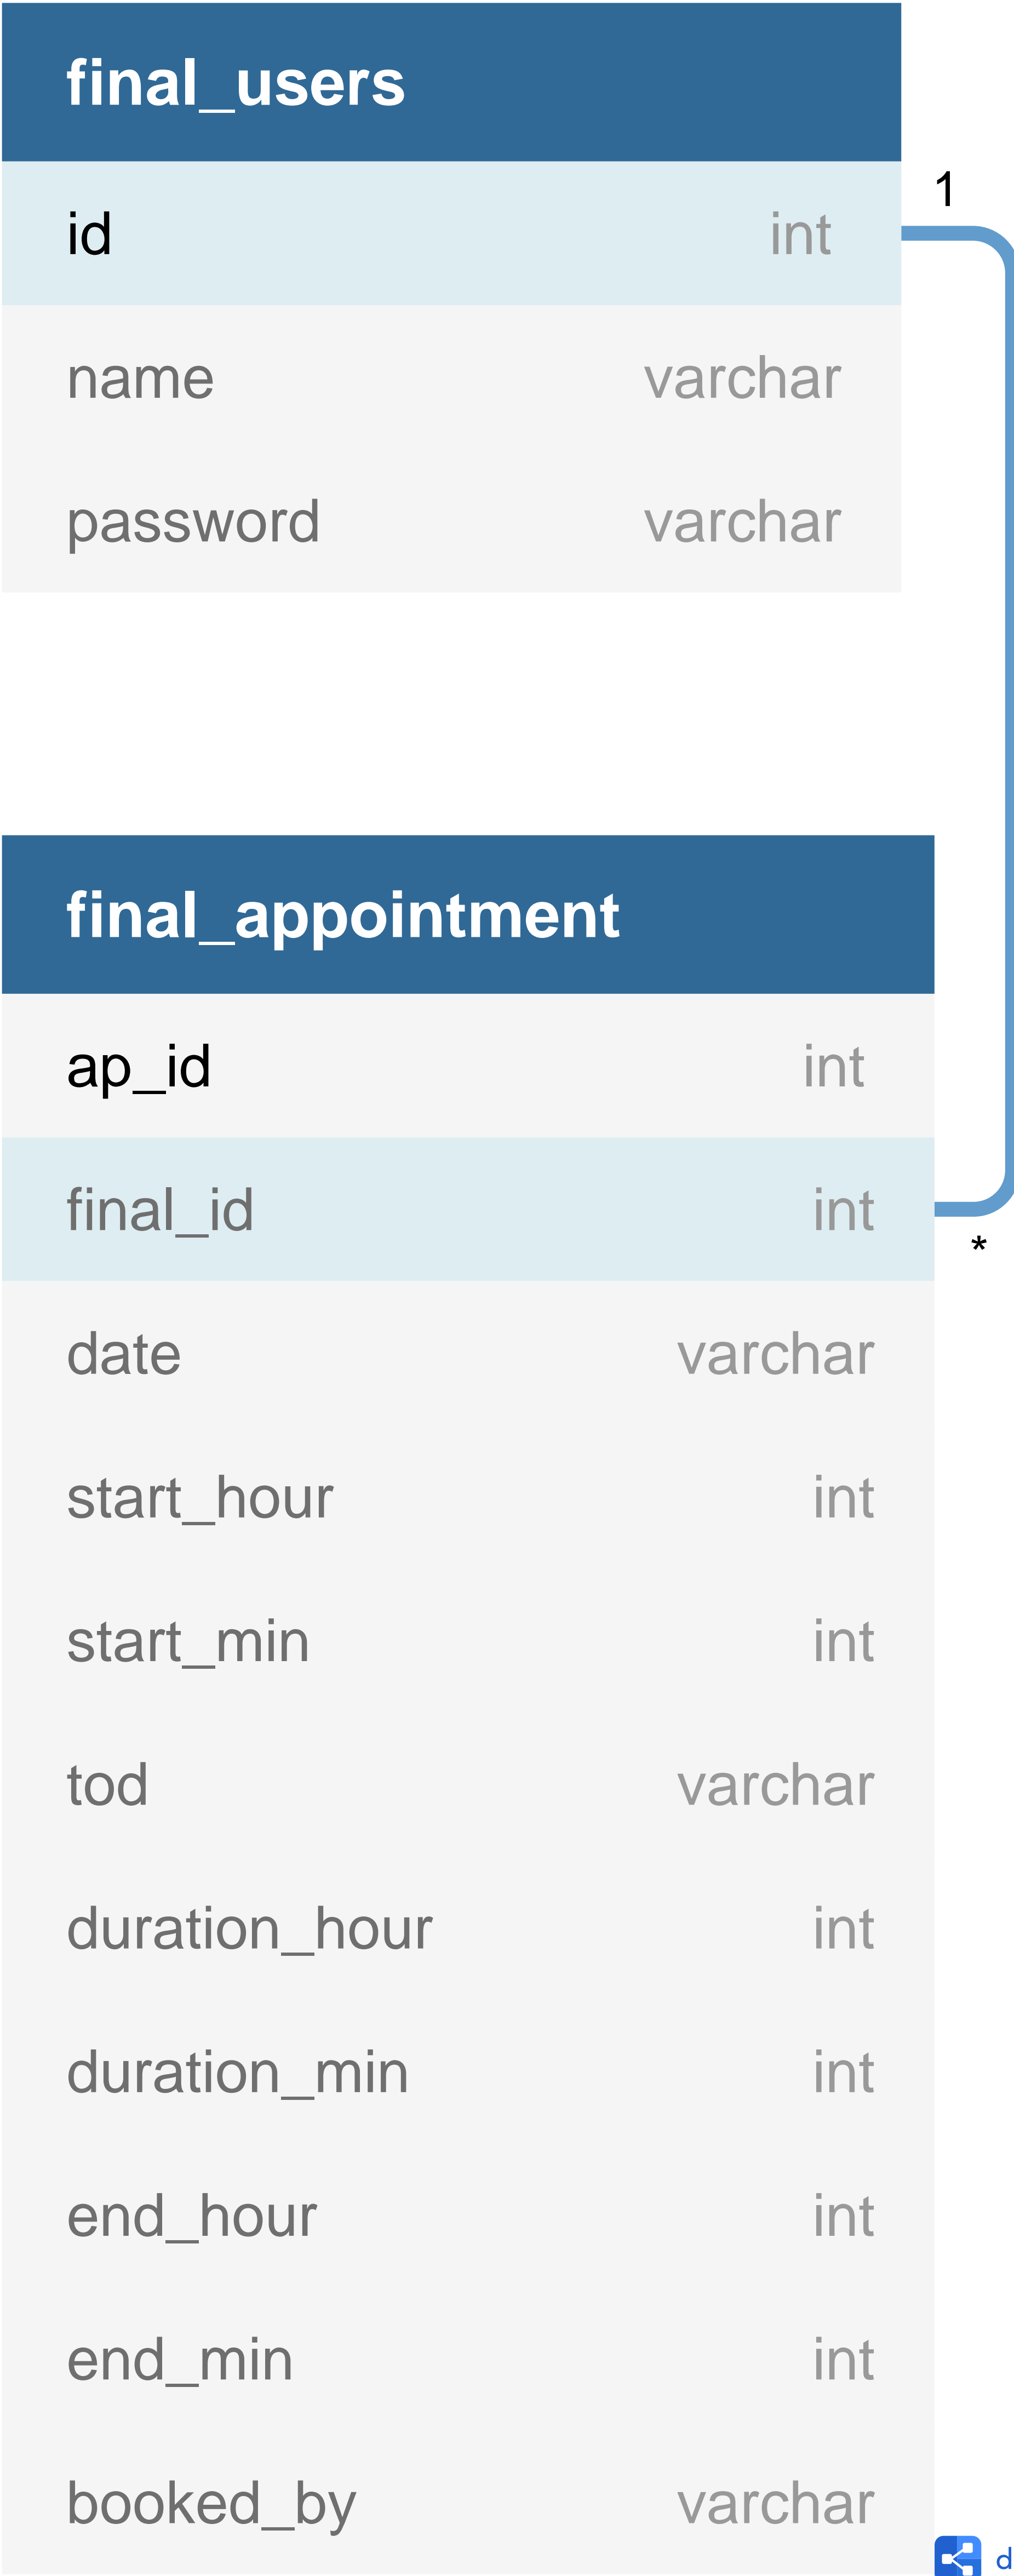 final_users
1
id int
name varchar
password varchar
final_appointment
ap_id int
final_id int
*
date varchar
start_hour int
start_min int
tod varchar
duration_hour int
duration_min int
end_hour int
end_min int
booked_by varchar
d